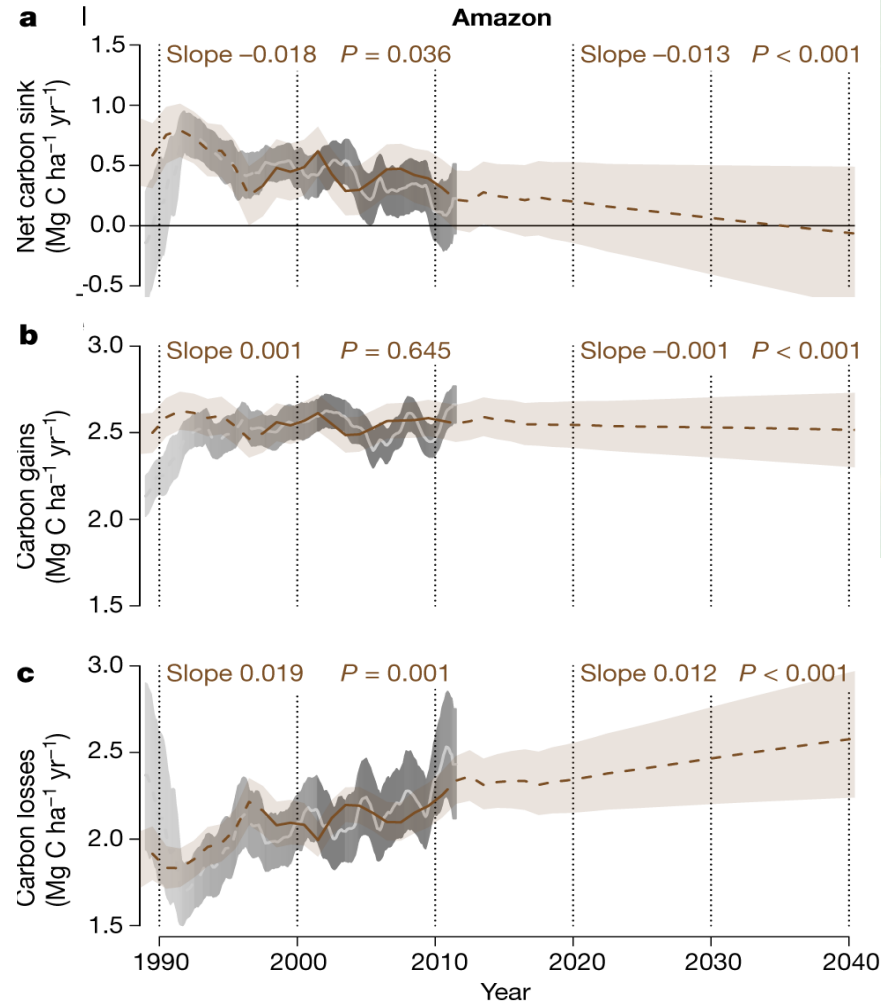 a Amazon
1.5
Slope –0.018 P = 0.036 Slope –0.013 P < 0.001
1.0
0.5
0.0
-0.5
Net carbon sink
(Mg C ha⁻¹ yr⁻¹)
b
3.0
Slope 0.001 P = 0.645 Slope –0.001 P < 0.001
2.5
2.0
1.5
Carbon gains
(Mg C ha⁻¹ yr⁻¹)
c
3.0
Slope 0.019 P = 0.001 Slope 0.012 P < 0.001
2.5
2.0
1.5
Carbon losses
(Mg C ha⁻¹ yr⁻¹)
1990 2000 2010 2020 2030 2040
Year